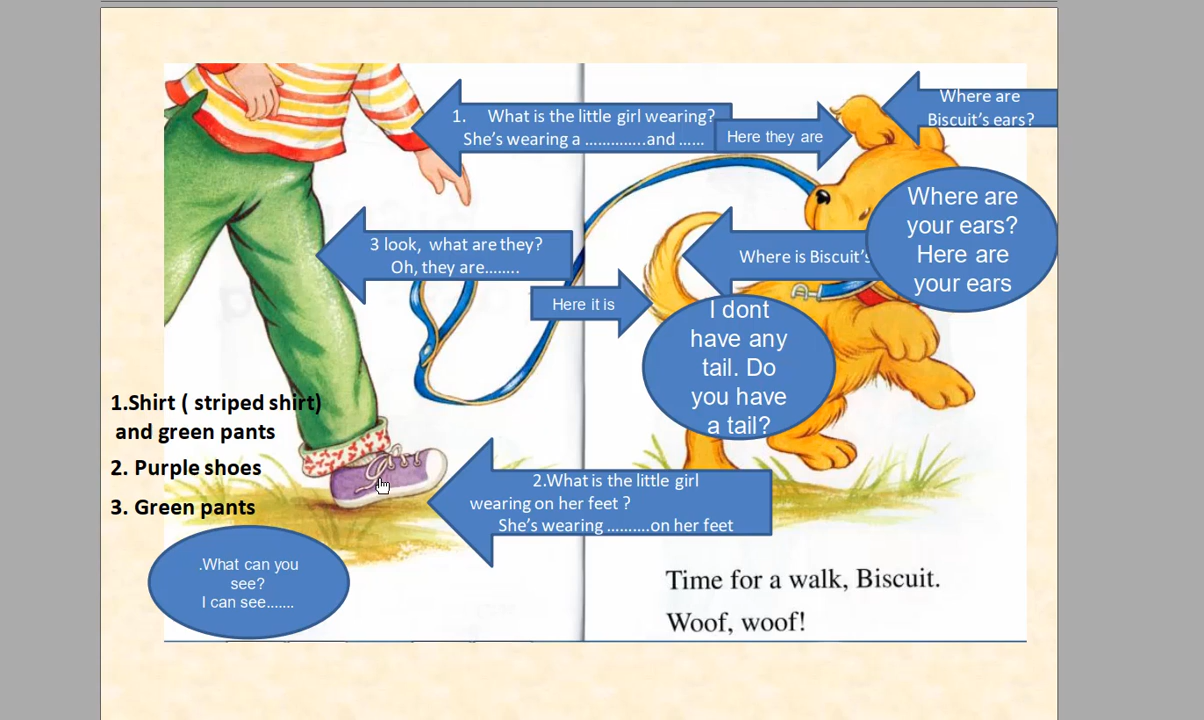 1. What is the little girl wearing?
She's wearing a ..............and ......
Here they are
Where are
Biscuit's ears?
Where are
your ears?
Here are
your ears
3 look, what are they?
Oh, they are........
Where is Biscuit's
Here it is
I dont
have any
tail. Do
you have
a tail?
1.Shirt ( striped shirt)
and green pants
2. Purple shoes
3. Green pants
2.What is the little girl
wearing on her feet ?
She's wearing ..........on her feet
.What can you
see?
I can see.......
Time for a walk, Biscuit.
Woof, woof!